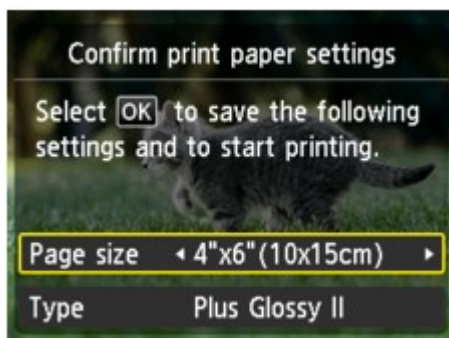 Confirm print paper settings
Select OK to save the following
settings and to start printing.
Page size 4"x6"(10x15cm)
Type Plus Glossy II